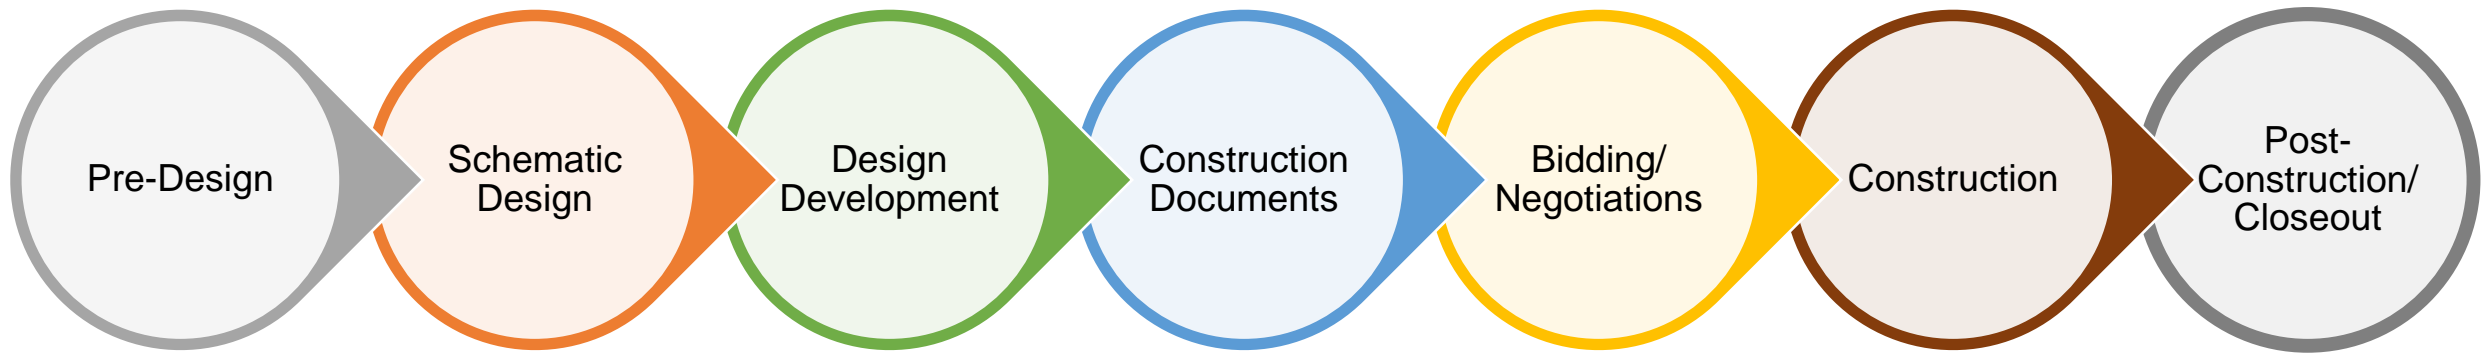 Pre-Design
Schematic
Design
Design
Development
Construction
Documents
Bidding/
Negotiations
Construction
Post-
Construction/
Closeout